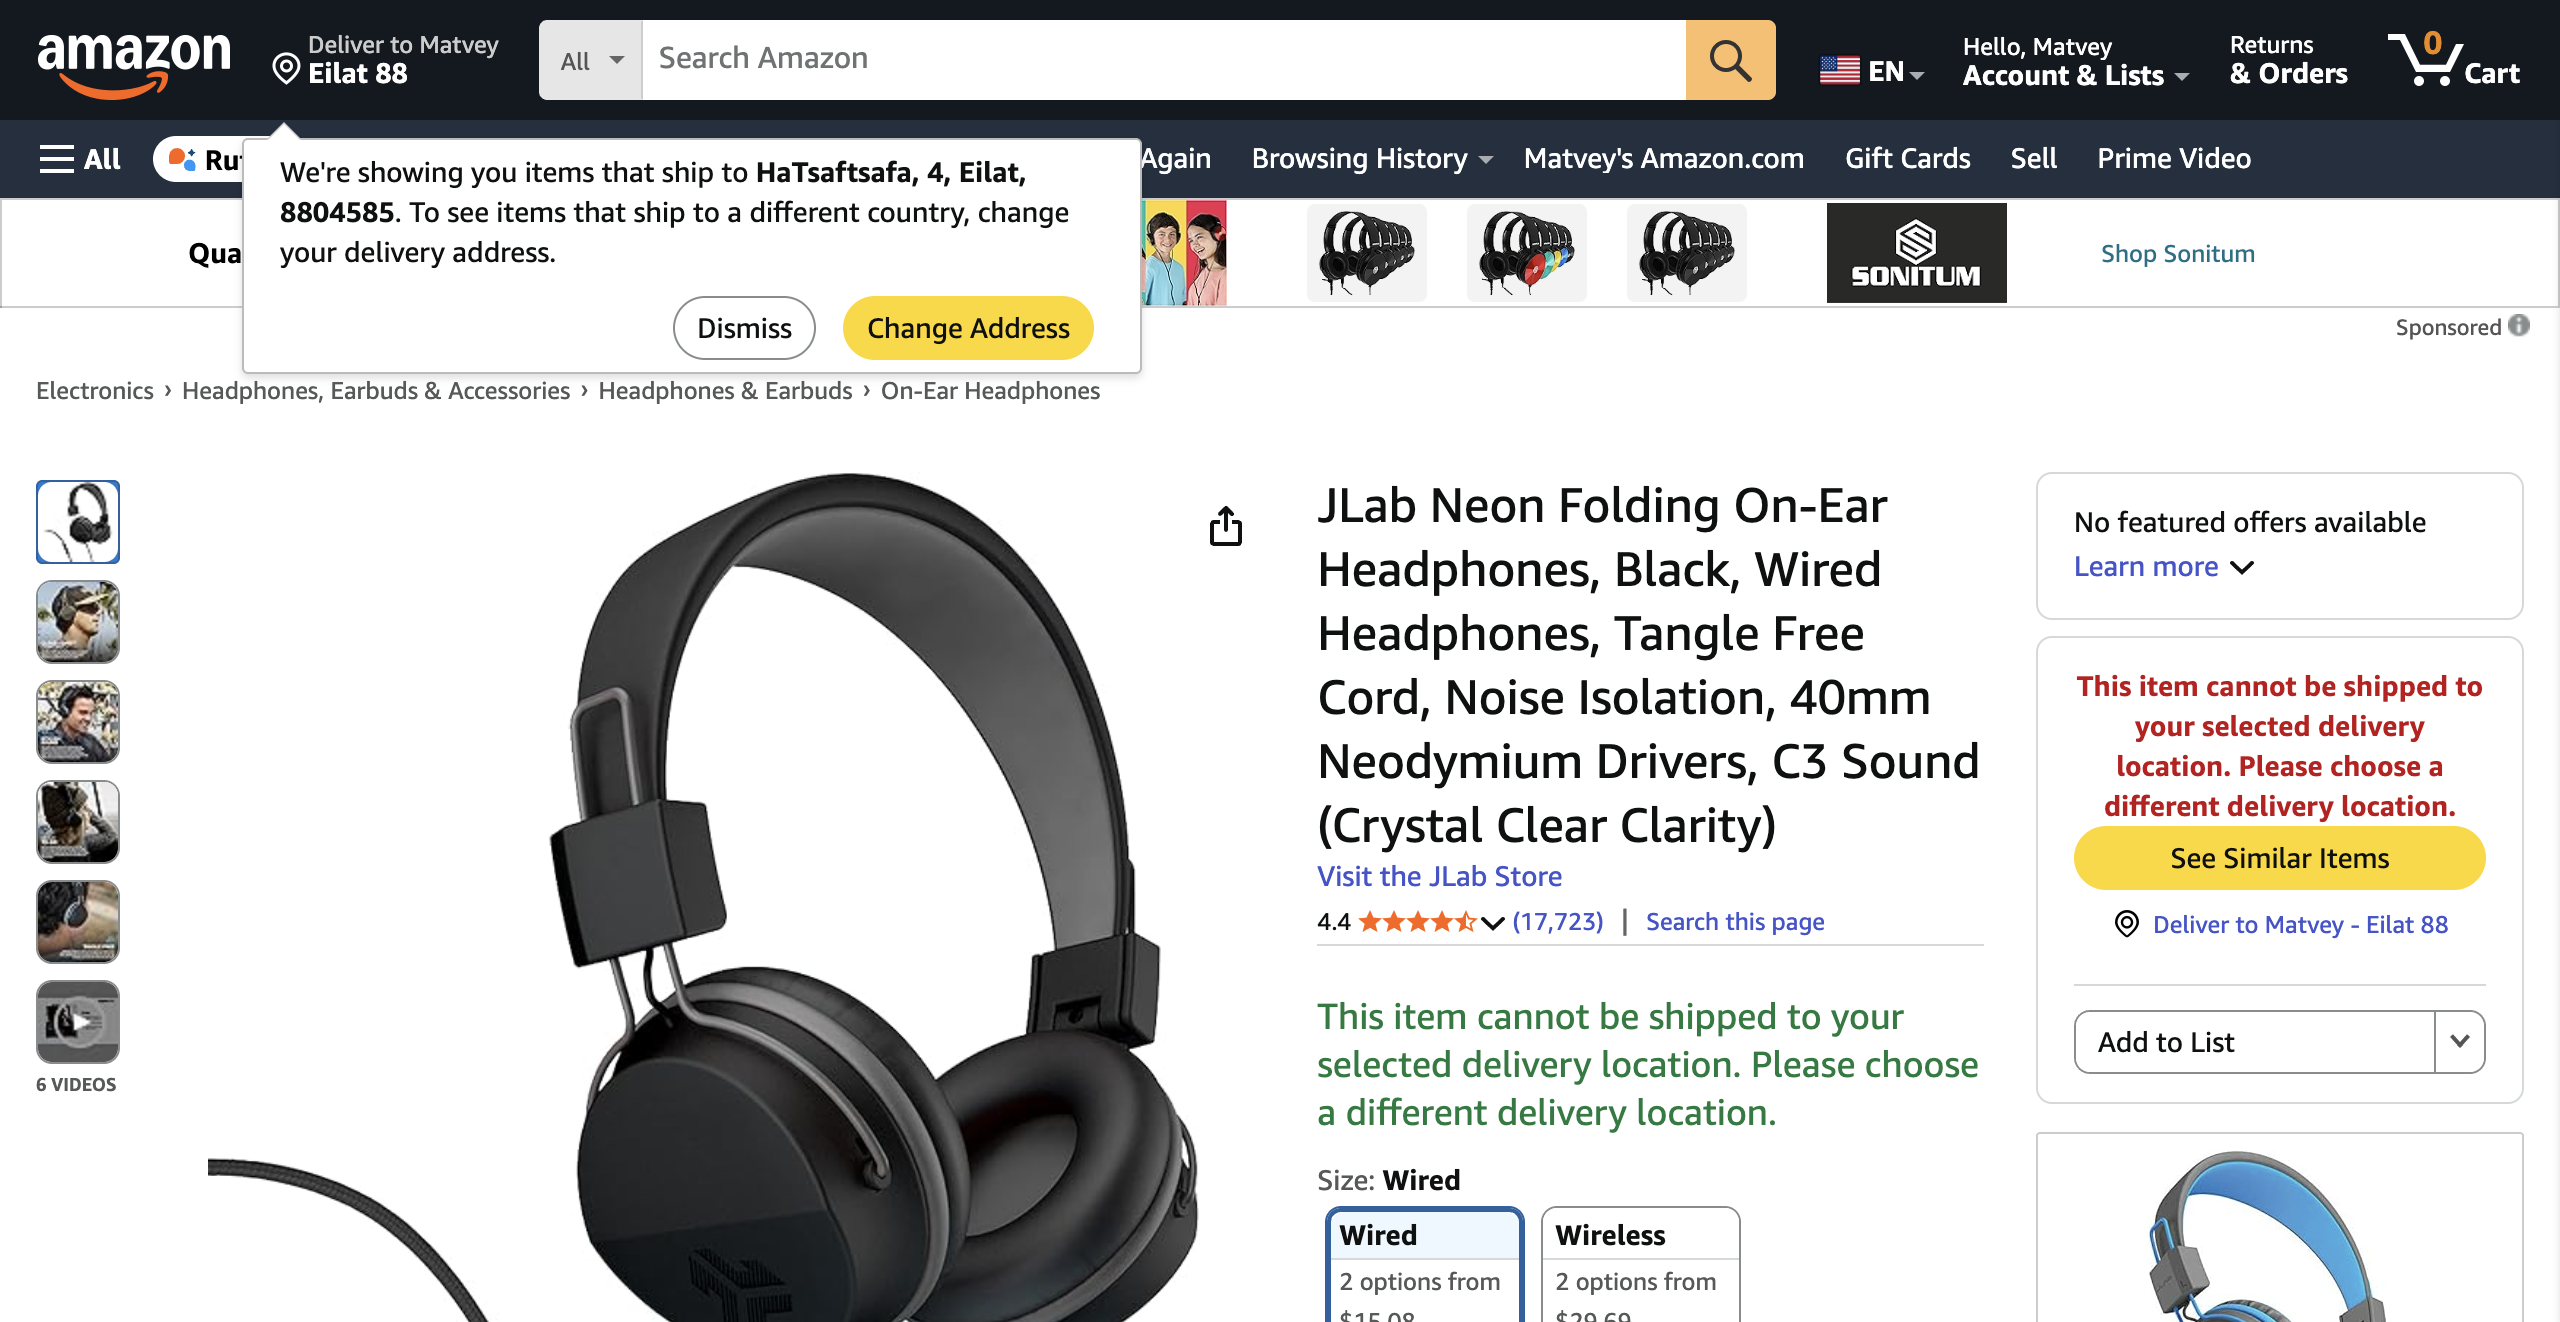 amazon
Deliver to Matvey
Eilat 88
All
Search Amazon
EN
Hello, Matvey
Account & Lists
Returns
& Orders
0
Cart
All
Again
Browsing History
Matvey's Amazon.com
Gift Cards
Sell
Prime Video
We're showing you items that ship to HaTsaftsafa, 4, Eilat,
8804585. To see items that ship to a different country, change
your delivery address.
Dismiss
Change Address
SONITUM
Shop Sonitum
Sponsored
Electronics › Headphones, Earbuds & Accessories › Headphones & Earbuds › On-Ear Headphones
6 VIDEOS
JLab Neon Folding On-Ear
Headphones, Black, Wired
Headphones, Tangle Free
Cord, Noise Isolation, 40mm
Neodymium Drivers, C3 Sound
(Crystal Clear Clarity)
Visit the JLab Store
4.4
(17,723)
|
Search this page
This item cannot be shipped to your
selected delivery location. Please choose
a different delivery location.
Size: Wired
Wired
2 options from
$15.08
Wireless
2 options from
$29.69
No featured offers available
Learn more
This item cannot be shipped to
your selected delivery
location. Please choose a
different delivery location.
See Similar Items
Deliver to Matvey - Eilat 88
Add to List